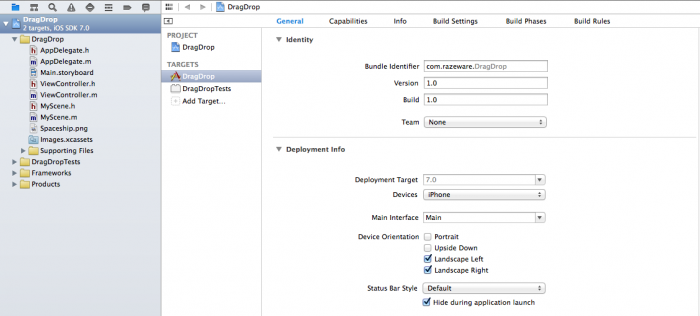 DragDrop
2 targets, iOS SDK 7.0
DragDrop
AppDelegate.h
AppDelegate.m
Main.storyboard
ViewController.h
ViewController.m
MyScene.h
MyScene.m
Spaceship.png
Images.xcassets
Supporting Files
DragDropTests
Frameworks
Products
DragDrop
General Capabilities Info Build Settings Build Phases Build Rules
PROJECT
DragDrop
TARGETS
DragDrop
DragDropTests
Add Target...
Identity
Bundle Identifier com.razeware.DragDrop
Version 1.0
Build 1.0
Team None
Deployment Info
Deployment Target 7.0
Devices iPhone
Main Interface Main
Device Orientation Portrait
Upside Down
Landscape Left
Landscape Right
Status Bar Style Default
Hide during application launch